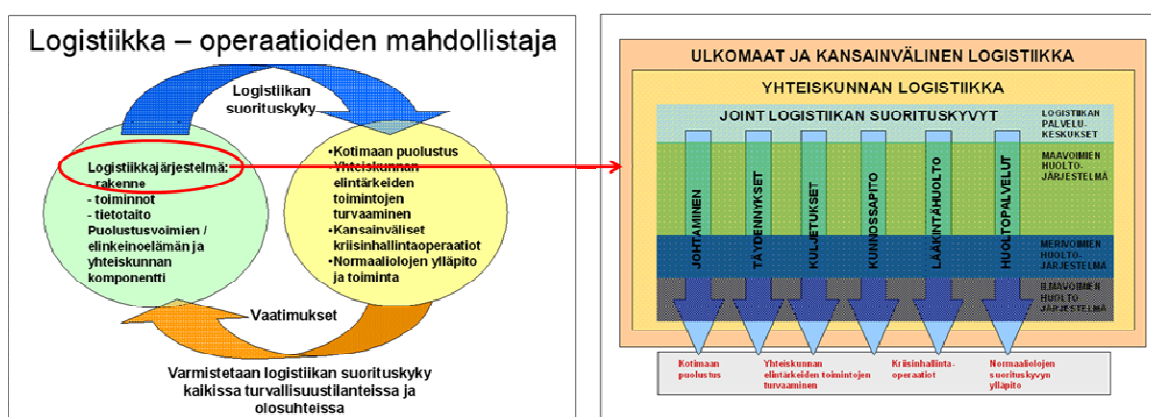 Logistiikka – operaatioiden mahdollistaja
Logistiikan
suorituskyky
Logistiikkajärjestelmä:
- rakenne
- toiminnot
- tietotaito
Puolustusvoimien /
elinkeinoelämän ja
yhteiskunnan
komponentti
•Kotimaan puolustus
•Yhteiskunnan
elintärkeiden
toimintojen
turvaaminen
•Kansainväliset
kriisinhallintaoperaatiot
•Normaaliolojen ylläpito
ja toiminta
Vaatimukset
Varmistetaan logistiikan suorituskyky
kaikissa turvallisuustilanteissa ja
olosuhteissa
ULKOMAAT JA KANSAINVÄLINEN LOGISTIIKKA
YHTEISKUNNAN LOGISTIIKKA
JOINT LOGISTIIKAN SUORITUSKYVYT
LOGISTIIKAN
PALVELU-
KESKUKSET
MAAVOIMIEN
HUOLTO-
JÄRJESTELMÄ
MERIVOIMIEN
HUOLTO-
JÄRJESTELMÄ
ILMAVOIMIEN
HUOLTO
JÄRJESTELMÄ
JOHTAMINEN
TÄYDENNYKSET
KULJETUKSET
KUNNOSSAPITO
LÄÄKINTÄHUOLTO
HUOLTOPALVELUT
Kotimaan
puolustus
Yhteiskunnan
elintärkeiden toimintojen
turvaaminen
Kriisinhallinta-
operaatiot
Normaaliolojen
suorituskyvyn
ylläpito